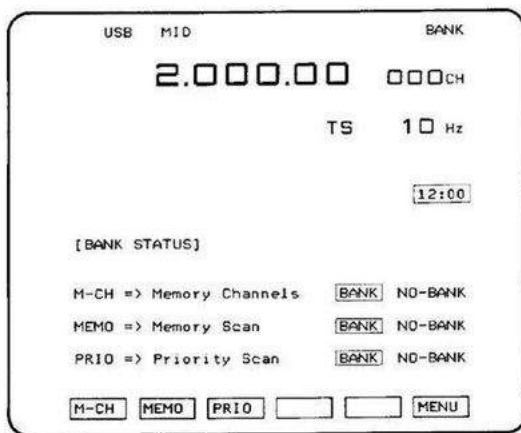 USB MID BANK
2.000.00 000CH
TS 10 Hz
12:00
[BANK STATUS]
M-CH => Memory Channels BANK NO-BANK
MEMO => Memory Scan BANK NO-BANK
PRIO => Priority Scan BANK NO-BANK
M-CH MEMO PRIO MENU